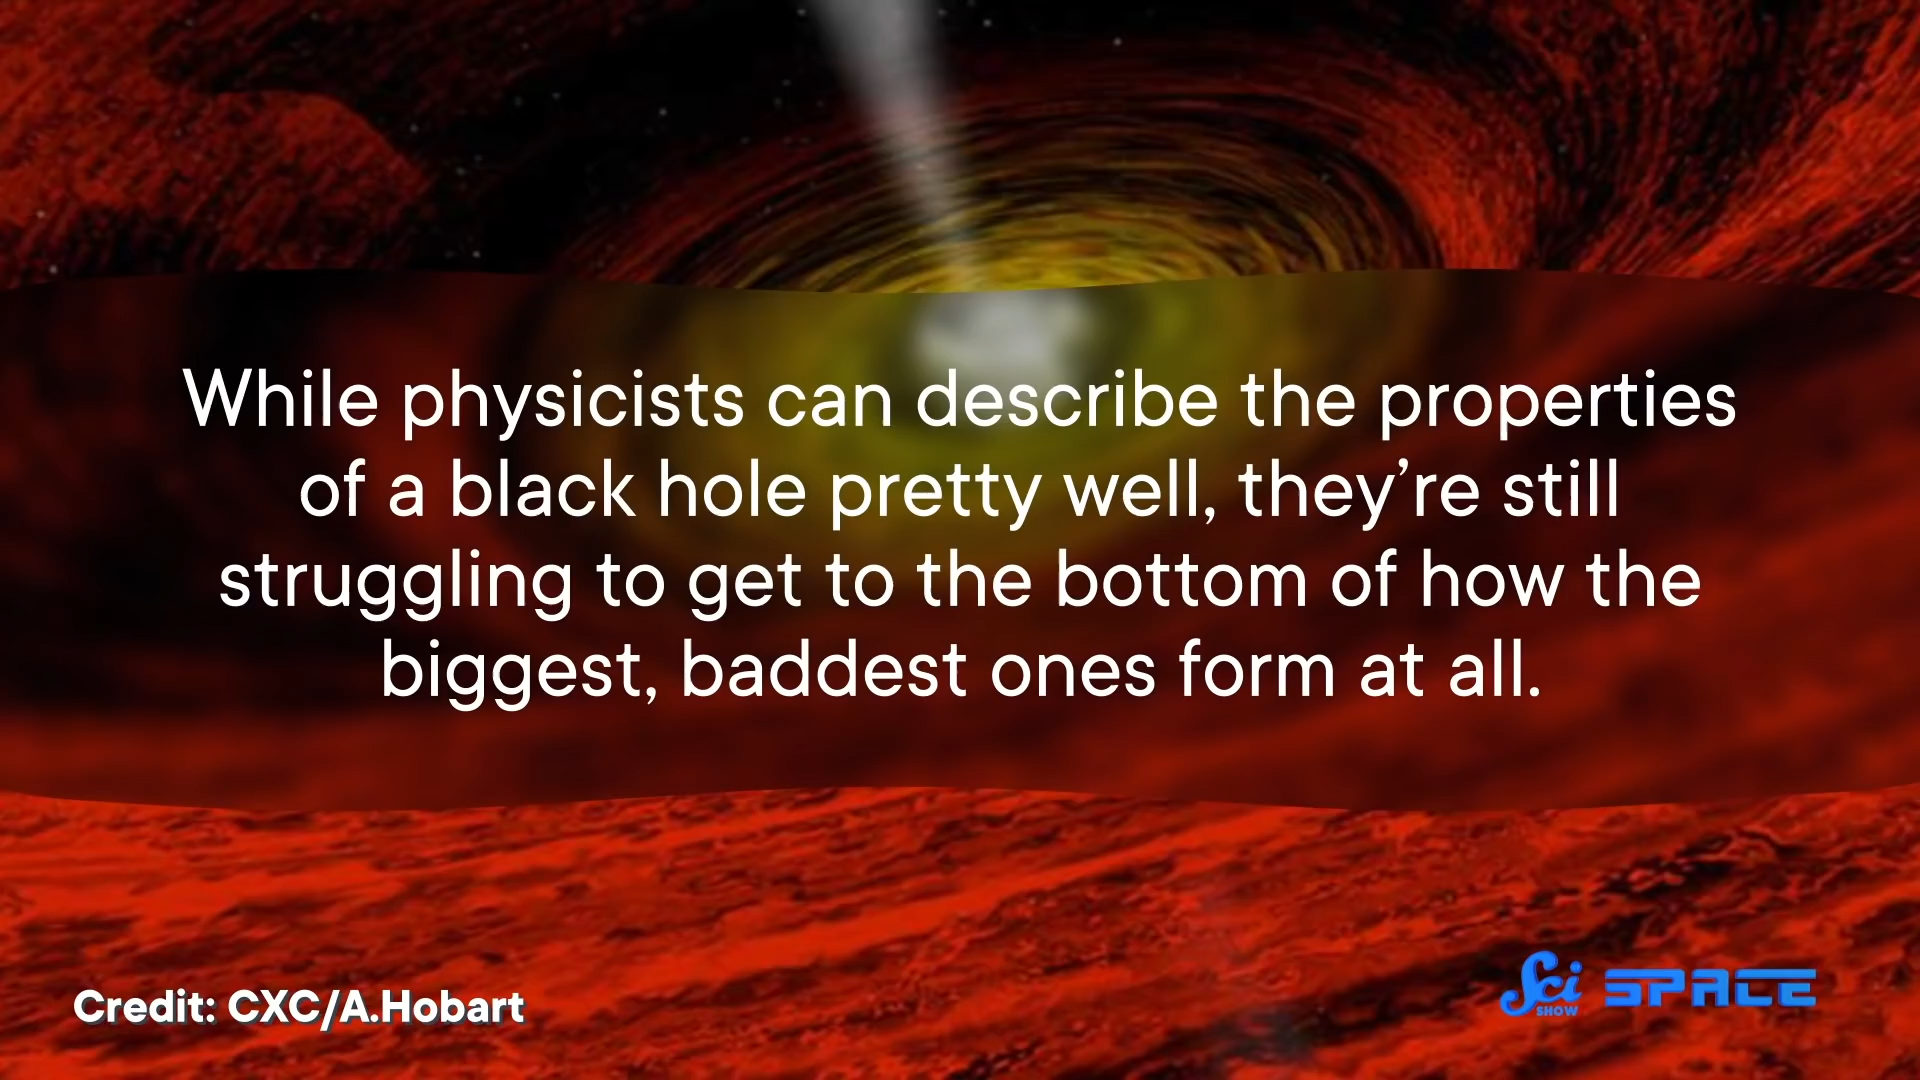 While physicists can describe the properties
of a black hole pretty well, they’re still
struggling to get to the bottom of how the
biggest, baddest ones form at all.
Credit: CXC/A.Hobart
Sci SHOW SPACE